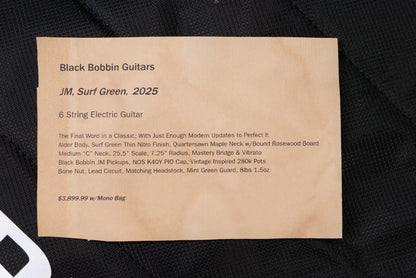 Black Bobbin Guitars
JM, Surf Green, 2025
6 String Electric Guitar
The Final Word in a Classic; With Just Enough Modern Updates to Perfect It
Alder Body, Surf Green Thin Nitro Finish, Quartersawn Maple Neck w/Bound Rosewood Board
Medium "C" Neck, 25.5" Scale, 7.25" Radius, Mastery Bridge & Vibrato
Black Bobbin JM Pickups, NOS K40Y PIO Cap, Vintage Inspired 280k Pots
Bone Nut, Lead Circuit, Matching Headstock, Mint Green Guard, 8lbs 1.5oz
$3,899.99 w/Mono Bag